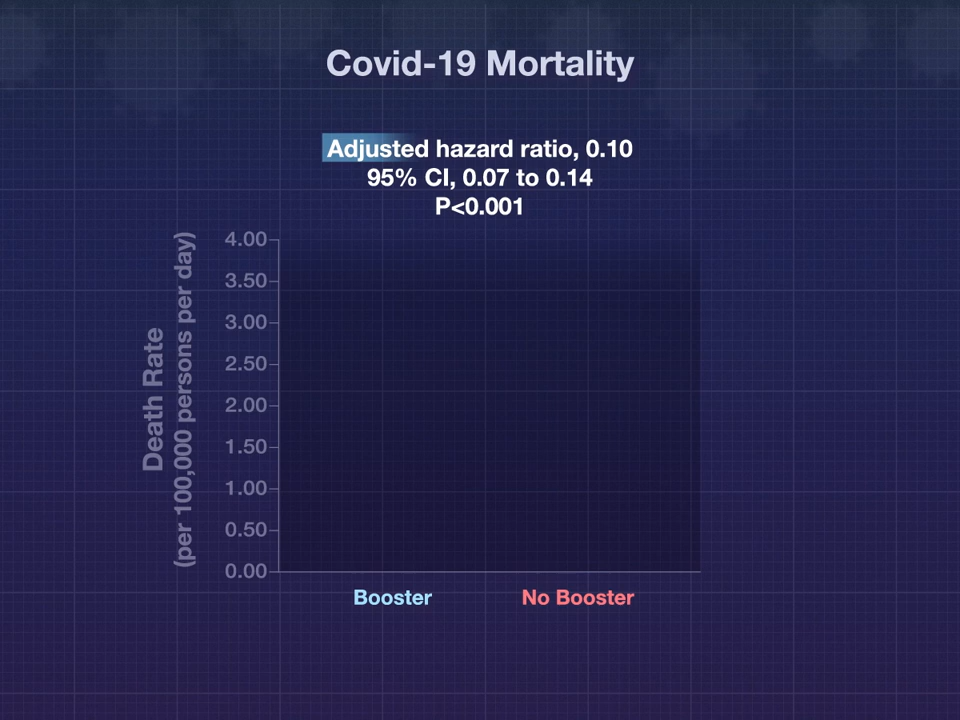 Covid-19 Mortality
Adjusted hazard ratio, 0.10
95% CI, 0.07 to 0.14
P<0.001
Death Rate
(per 100,000 persons per day)
4.00
3.50
3.00
2.50
2.00
1.50
1.00
0.50
0.00
Booster
No Booster